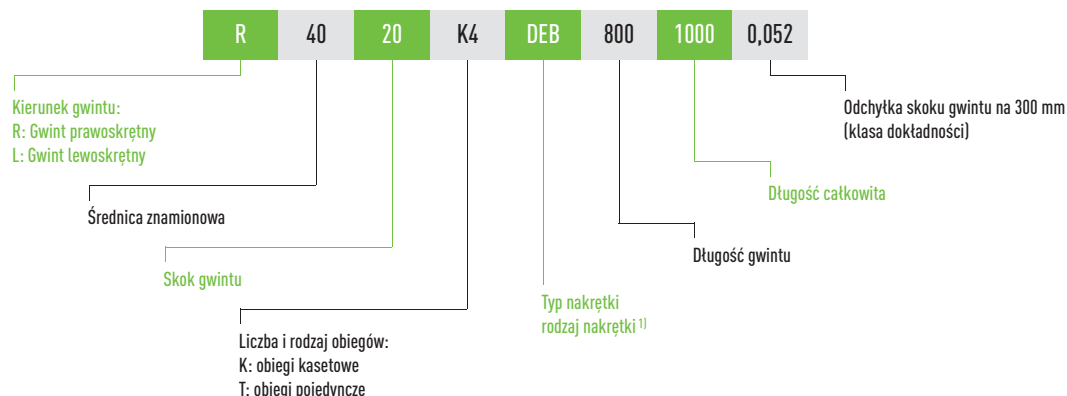 R 40 20 K4 DEB 800 1000 0,052
Kierunek gwintu:
R: Gwint prawoskrętny
L: Gwint lewoskrętny
Odchyłka skoku gwintu na 300 mm
(klasa dokładności)
Długość całkowita
Średnica znamionowa
Długość gwintu
Skok gwintu
Typ nakrętki
rodzaj nakrętki 1)
Liczba i rodzaj obiegów:
K: obiegi kasetowe
T: obiegi pojedyncze